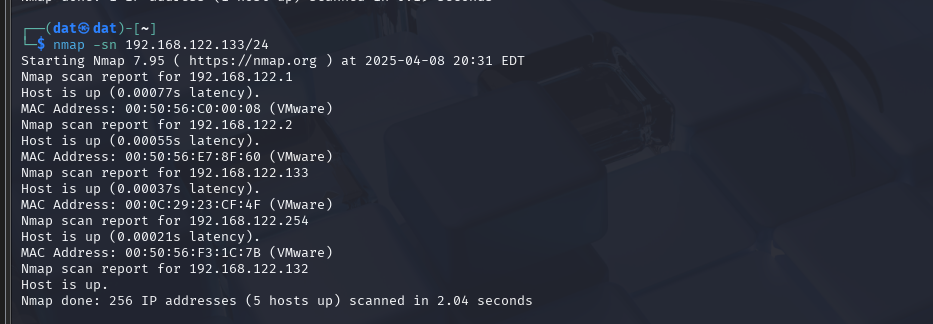 Nmap done: 1 IP address (1 host up) scanned in 0.19 seconds
┌──(dat㉿dat)-[~]
└─$ nmap -sn 192.168.122.133/24
Starting Nmap 7.95 ( https://nmap.org ) at 2025-04-08 20:31 EDT
Nmap scan report for 192.168.122.1
Host is up (0.00077s latency).
MAC Address: 00:50:56:C0:00:08 (VMware)
Nmap scan report for 192.168.122.2
Host is up (0.00055s latency).
MAC Address: 00:50:56:E7:8F:60 (VMware)
Nmap scan report for 192.168.122.133
Host is up (0.00037s latency).
MAC Address: 00:0C:29:23:CF:4F (VMware)
Nmap scan report for 192.168.122.254
Host is up (0.00021s latency).
MAC Address: 00:50:56:F3:1C:7B (VMware)
Nmap scan report for 192.168.122.132
Host is up.
Nmap done: 256 IP addresses (5 hosts up) scanned in 2.04 seconds